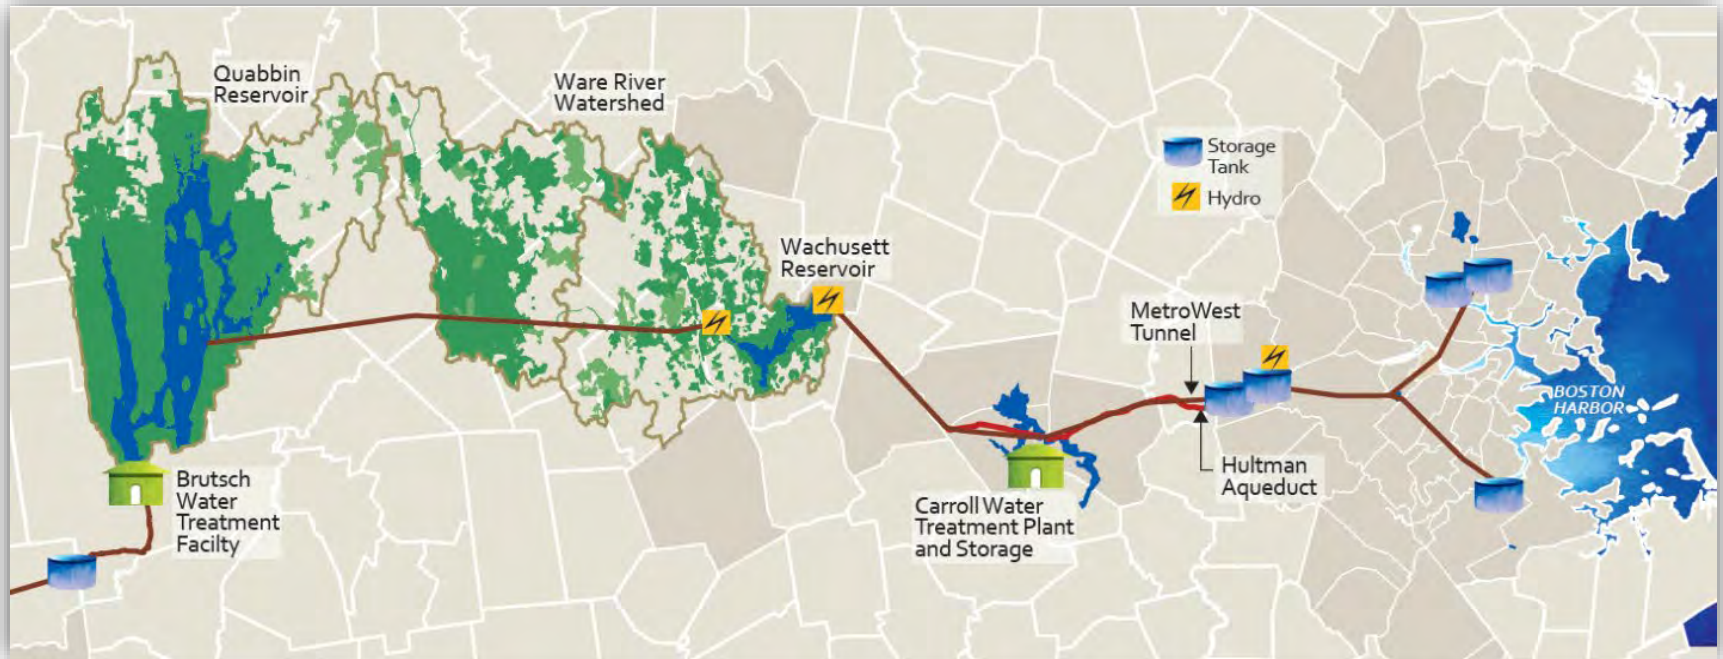 Quabbin
Reservoir
Ware River
Watershed
Storage
Tank
Hydro
Wachusett
Reservoir
MetroWest
Tunnel
BOSTON
HARBOR
Hultman
Aqueduct
Brutsch
Water
Treatment
Facilty
Carroll Water
Treatment Plant
and Storage